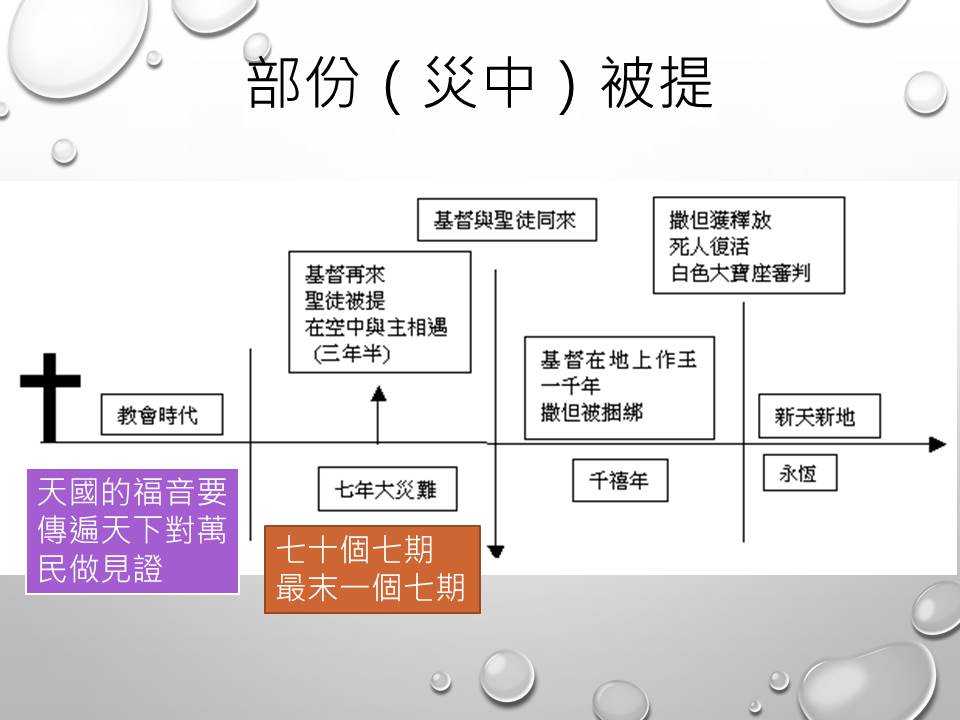 部份（災中）被提
基督與聖徒同來
撒但獲釋放
死人復活
白色大寶座審判
基督再來
聖徒被提
在空中與主相遇
(三年半)
基督在地上作王
一千年
撒但被捆綁
教會時代
新天新地
七年大災難
千禧年
永恆
天國的福音要
傳遍天下對萬
民做見證
七十個七期
最末一個七期